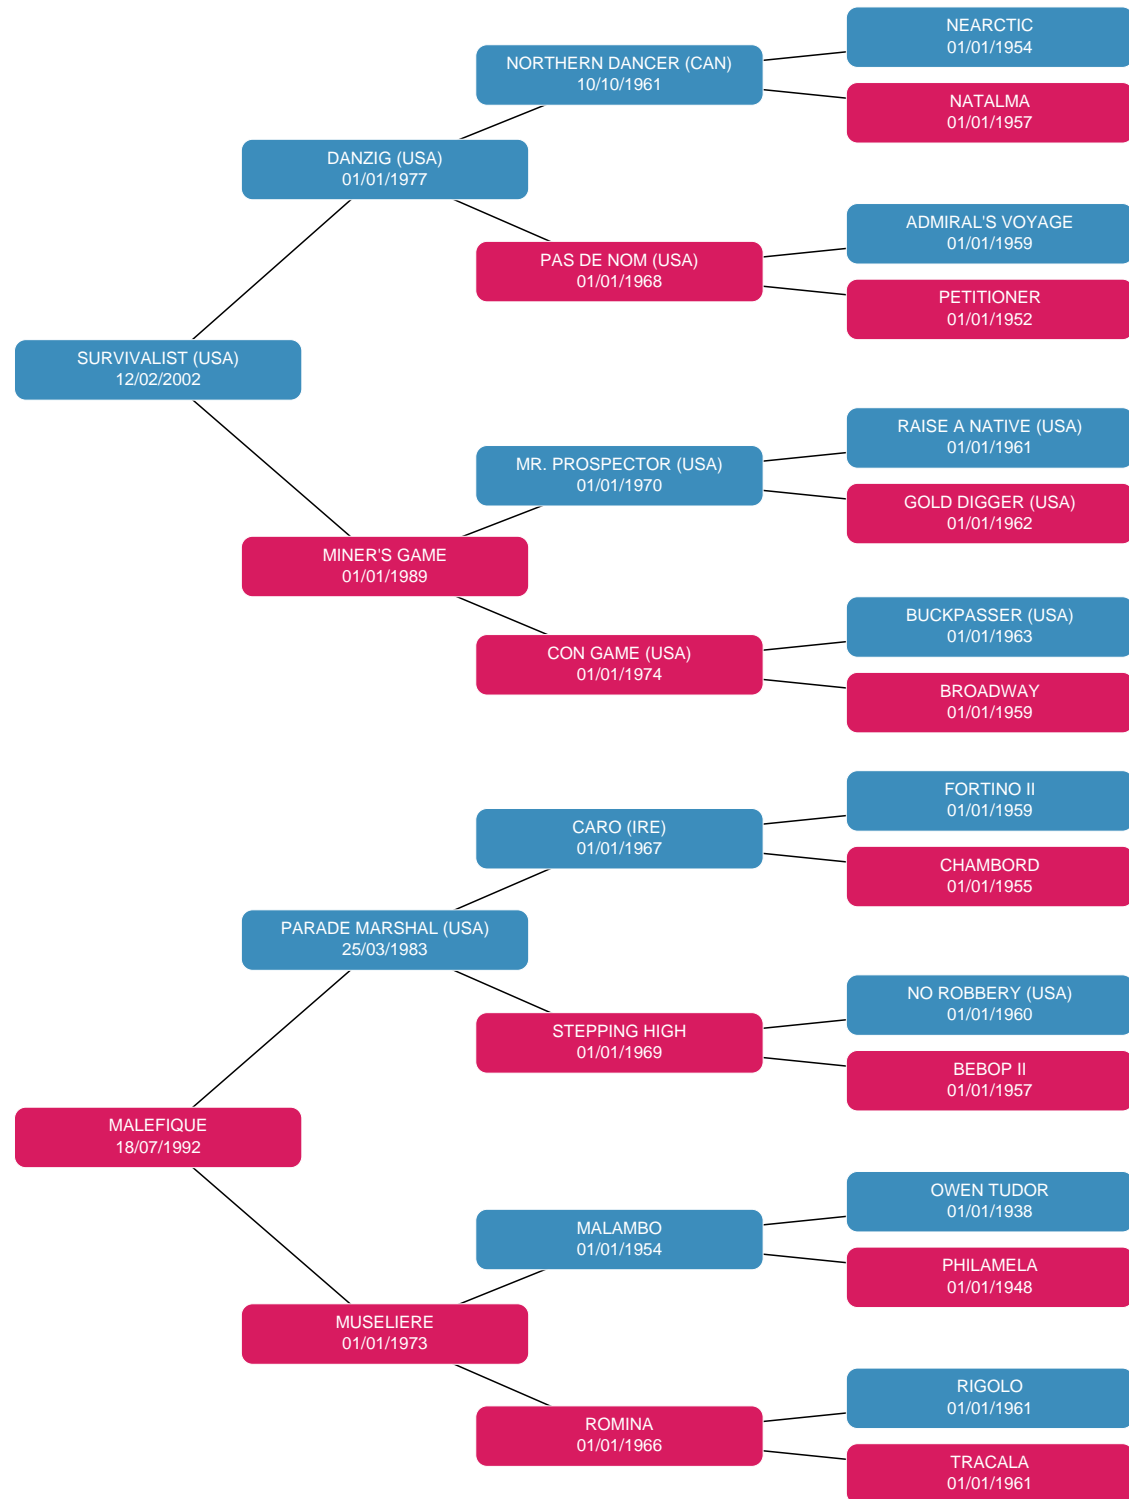 NEARCTIC
01/01/1954
NORTHERN DANCER (CAN)
10/10/1961
NATALMA
01/01/1957
DANZIG (USA)
01/01/1977
ADMIRAL'S VOYAGE
01/01/1959
PAS DE NOM (USA)
01/01/1968
PETITIONER
01/01/1952
SURVIVALIST (USA)
12/02/2002
RAISE A NATIVE (USA)
01/01/1961
MR. PROSPECTOR (USA)
01/01/1970
GOLD DIGGER (USA)
01/01/1962
MINER'S GAME
01/01/1989
BUCKPASSER (USA)
01/01/1963
CON GAME (USA)
01/01/1974
BROADWAY
01/01/1959
FORTINO II
01/01/1959
CARO (IRE)
01/01/1967
CHAMBORD
01/01/1955
PARADE MARSHAL (USA)
25/03/1983
NO ROBBERY (USA)
01/01/1960
STEPPING HIGH
01/01/1969
BEBOP II
01/01/1957
MALEFIQUE
18/07/1992
OWEN TUDOR
01/01/1938
MALAMBO
01/01/1954
PHILAMELA
01/01/1948
MUSELIERE
01/01/1973
RIGOLO
01/01/1961
ROMINA
01/01/1966
TRACALA
01/01/1961